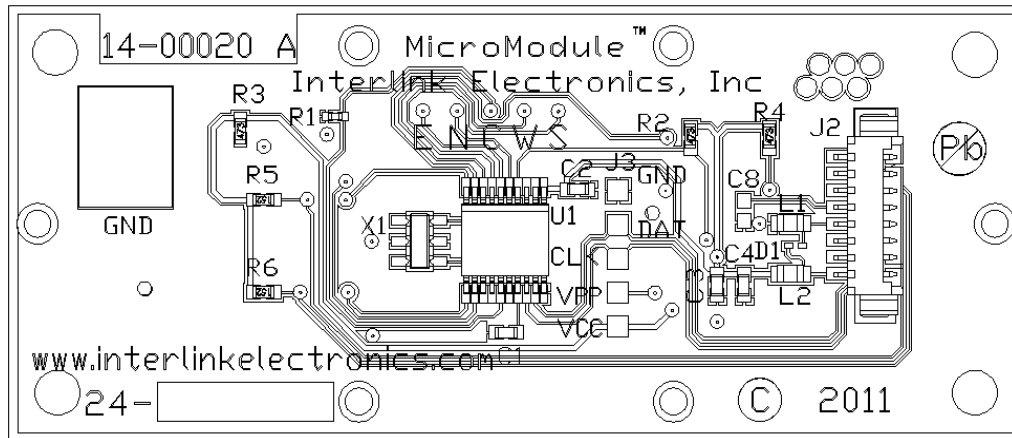 14-00020 A
MicroModule™
Interlink Electronics, Inc
R3
R1
E N C W S
R2
R4
J2
Pb
C2
J3
GND
C8
R5
GND
X1
U1
DAT
L1
CLK
C4
D1
R6
C3
L2
VPP
VCC
C1
www.interlinkelectronics.com
24-
C
2011